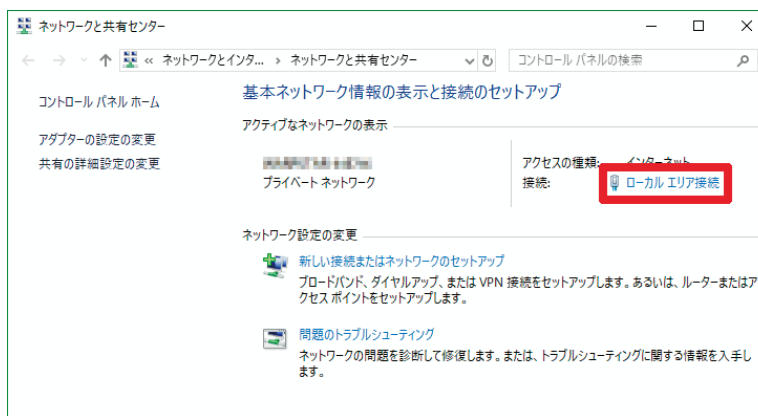 ネットワークと共有センター
« ネットワークとインタ... › ネットワークと共有センター
コントロール パネルの検索
コントロール パネル ホーム
アダプターの設定の変更
共有の詳細設定の変更
基本ネットワーク情報の表示と接続のセットアップ
アクティブなネットワークの表示
プライベート ネットワーク
アクセスの種類: インターネット
接続: ローカル エリア接続
ネットワーク設定の変更
新しい接続またはネットワークのセットアップ
ブロードバンド、ダイヤルアップ、または VPN 接続をセットアップします。あるいは、ルーターまたはア
クセス ポイントをセットアップします。
問題のトラブルシューティング
ネットワークの問題を診断して修復します。または、トラブルシューティングに関する情報を入手し
ます。